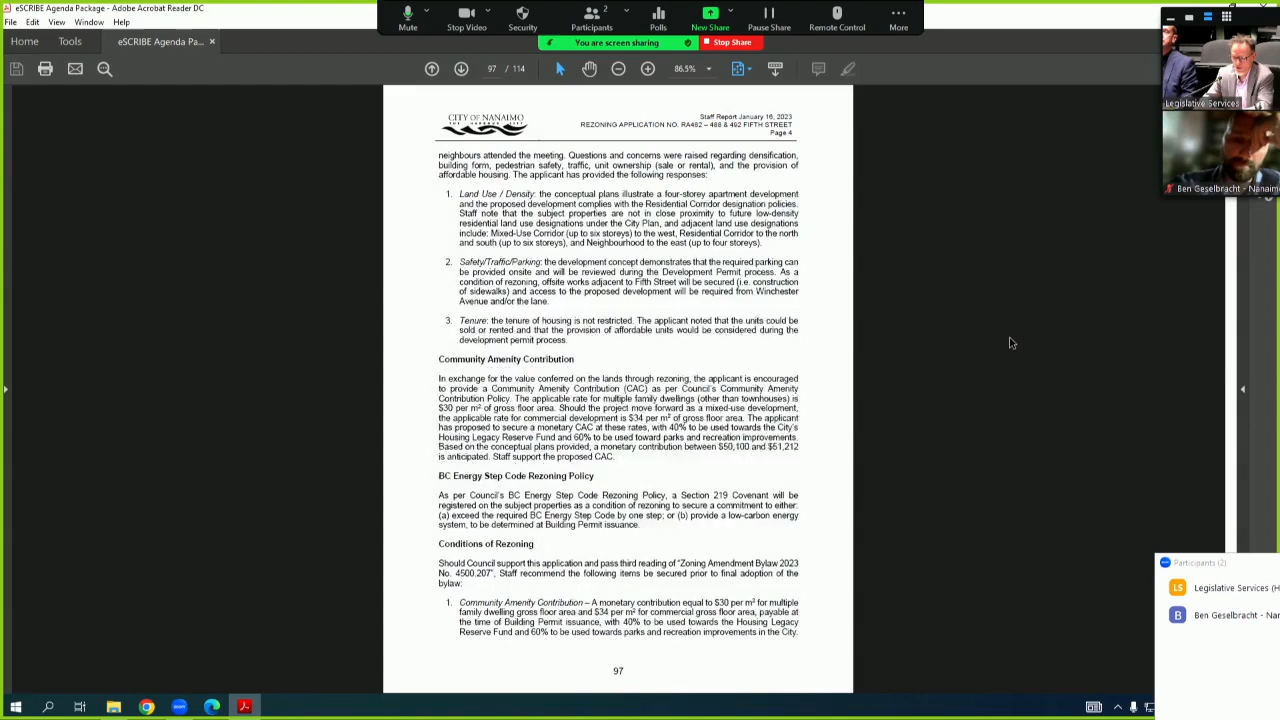 eSCRIBE Agenda Package - Adobe Acrobat Reader DC
File Edit View Window Help
Home Tools eSCRIBE Agenda Pa... ×
Mute Stop Video Security Participants 2 Polls New Share Pause Share Remote Control More
You are screen sharing Stop Share
97 / 114 86.5%
Legislative Services
Ben Geselbracht - Nanaim
CITY OF NANAIMO
THE HARBOUR CITY
Staff Report January 16, 2023
REZONING APPLICATION NO. RA482 – 488 & 492 FIFTH STREET
Page 4
neighbours attended the meeting. Questions and concerns were raised regarding densification,
building form, pedestrian safety, traffic, unit ownership (sale or rental), and the provision of
affordable housing. The applicant has provided the following responses:
1. Land Use / Density: the conceptual plans illustrate a four-storey apartment development
and the proposed development complies with the Residential Corridor designation policies.
Staff note that the subject properties are not in close proximity to future low-density
residential land use designations under the City Plan, and adjacent land use designations
include: Mixed-Use Corridor (up to six storeys) to the west, Residential Corridor to the north
and south (up to six storeys), and Neighbourhood to the east (up to four storeys).
2. Safety/Traffic/Parking: the development concept demonstrates that the required parking can
be provided onsite and will be reviewed during the Development Permit process. As a
condition of rezoning, offsite works adjacent to Fifth Street will be secured (i.e. construction
of sidewalks) and access to the proposed development will be required from Winchester
Avenue and/or the lane.
3. Tenure: the tenure of housing is not restricted. The applicant noted that the units could be
sold or rented and that the provision of affordable units would be considered during the
development permit process.
Community Amenity Contribution
In exchange for the value conferred on the lands through rezoning, the applicant is encouraged
to provide a Community Amenity Contribution (CAC) as per Council's Community Amenity
Contribution Policy. The applicable rate for multiple family dwellings (other than townhouses) is
$30 per m² of gross floor area. Should the project move forward as a mixed-use development,
the applicable rate for commercial development is $34 per m² of gross floor area. The applicant
has proposed to secure a monetary CAC at these rates, with 40% to be used towards the City's
Housing Legacy Reserve Fund and 60% to be used toward parks and recreation improvements.
Based on the conceptual plans provided, a monetary contribution between $50,100 and $51,212
is anticipated. Staff support the proposed CAC.
BC Energy Step Code Rezoning Policy
As per Council's BC Energy Step Code Rezoning Policy, a Section 219 Covenant will be
registered on the subject properties as a condition of rezoning to secure a commitment to either:
(a) exceed the required BC Energy Step Code by one step; or (b) provide a low-carbon energy
system, to be determined at Building Permit issuance.
Conditions of Rezoning
Should Council support this application and pass third reading of "Zoning Amendment Bylaw 2023
No. 4500.207", Staff recommend the following items be secured prior to final adoption of the
bylaw:
1. Community Amenity Contribution – A monetary contribution equal to $30 per m² for multiple
family dwelling gross floor area and $34 per m² for commercial gross floor area, payable at
the time of Building Permit issuance, with 40% to be used towards the Housing Legacy
Reserve Fund and 60% to be used towards parks and recreation improvements in the City.
97
Participants (2)
LS Legislative Services (H
B Ben Geselbracht - Na